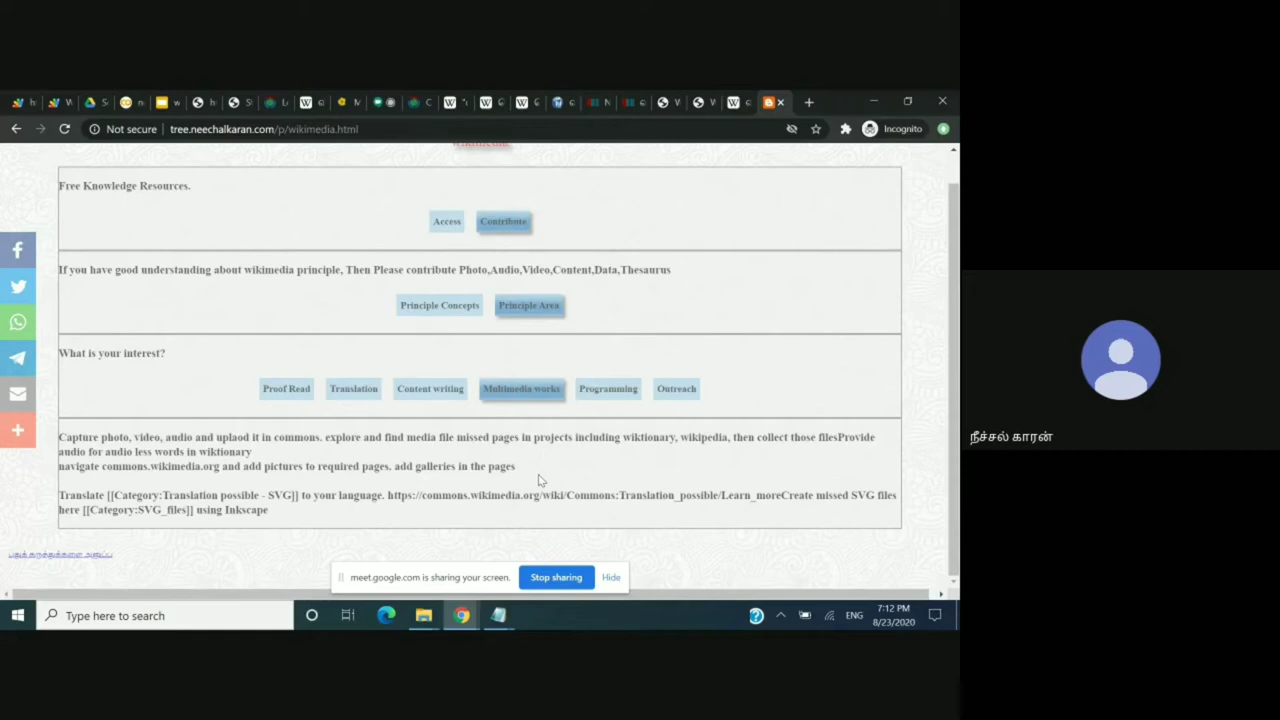 Not secure
tree.neechalkaran.com/p/wikimedia.html
Incognito
wikimedia
Free Knowledge Resources.
Access
Contribute
If you have good understanding about wikimedia principle, Then Please contribute Photo,Audio,Video,Content,Data,Thesaurus
Principle Concepts
Principle Area
What is your interest?
Proof Read
Translation
Content writing
Multimedia works
Programming
Outreach
Capture photo, video, audio and uplaod it in commons. explore and find media file missed pages in projects including wiktionary, wikipedia, then collect those filesProvide
audio for audio less words in wiktionary
navigate commons.wikimedia.org and add pictures to required pages. add galleries in the pages
Translate [[Category:Translation possible - SVG]] to your language. https://commons.wikimedia.org/wiki/Commons:Translation_possible/Learn_moreCreate missed SVG files
here [[Category:SVG_files]] using Inkscape
புதுக் கருத்துக்களை அனுப்ப
meet.google.com is sharing your screen.
Stop sharing
Hide
Type here to search
ENG
7:12 PM
8/23/2020
நீச்சல் காரன்